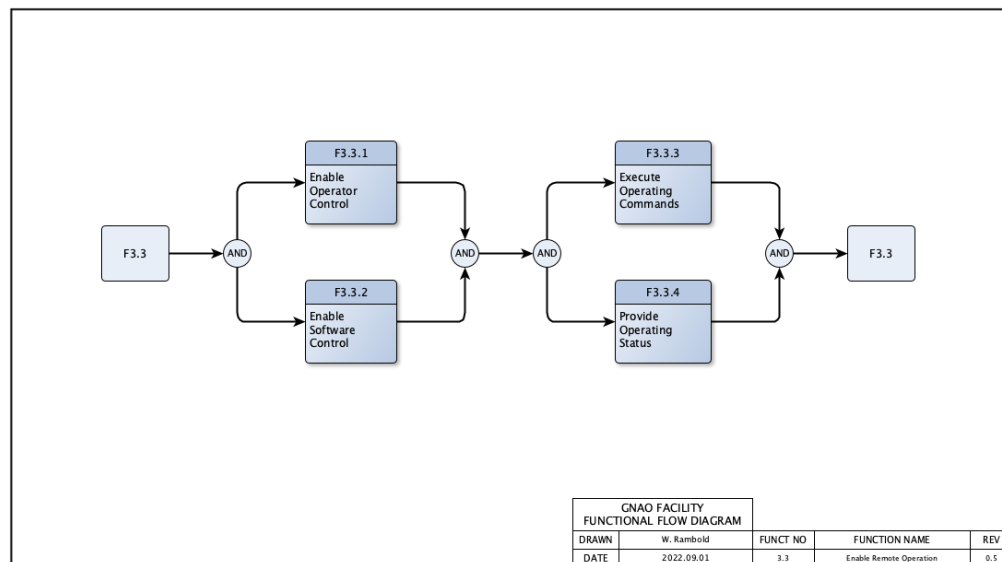 F3.3
AND
F3.3.1
Enable
Operator
Control
F3.3.2
Enable
Software
Control
AND
AND
F3.3.3
Execute
Operating
Commands
F3.3.4
Provide
Operating
Status
AND
F3.3
GNAO FACILITY
FUNCTIONAL FLOW DIAGRAM
DRAWN W. Rambold FUNCT NO FUNCTION NAME REV
DATE 2022.09.01 3.3 Enable Remote Operation 0.5